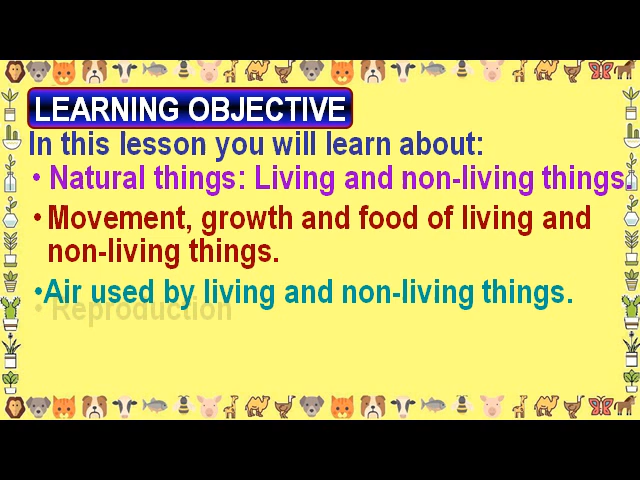 LEARNING OBJECTIVE
In this lesson you will learn about:
• Natural things: Living and non-living things.
• Movement, growth and food of living and
non-living things.
•Air used by living and non-living things.
• Reproduction